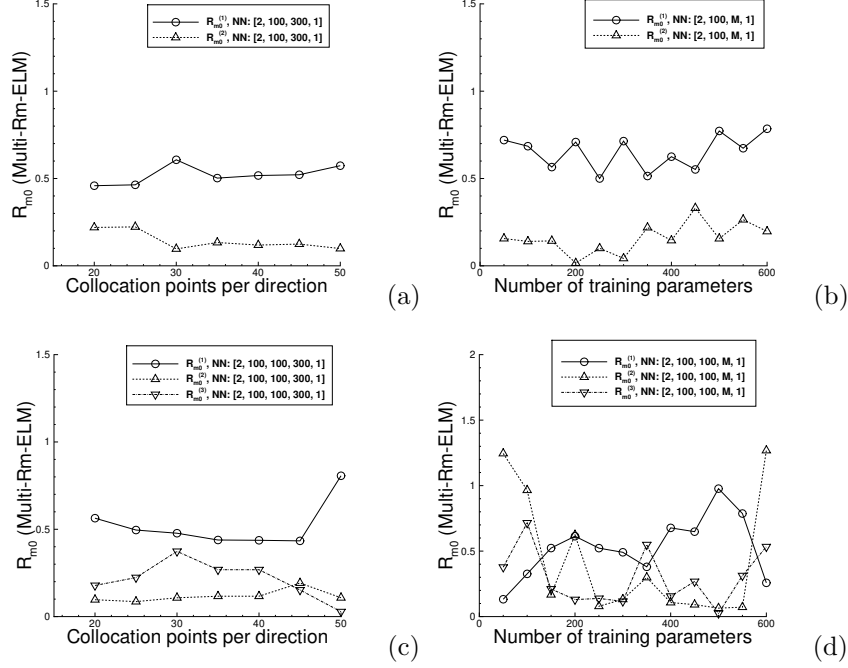 R_m0^(1), NN: [2, 100, 300, 1]
R_m0^(2), NN: [2, 100, 300, 1]
R_m0 (Multi-Rm-ELM)
1.5
1
0.5
0
20 30 40 50
Collocation points per direction
(a)
R_m0^(1), NN: [2, 100, M, 1]
R_m0^(2), NN: [2, 100, M, 1]
R_m0 (Multi-Rm-ELM)
1.5
1
0.5
0
0 200 400 600
Number of training parameters
(b)
R_m0^(1), NN: [2, 100, 100, 300, 1]
R_m0^(2), NN: [2, 100, 100, 300, 1]
R_m0^(3), NN: [2, 100, 100, 300, 1]
R_m0 (Multi-Rm-ELM)
1.5
1
0.5
0
20 30 40 50
Collocation points per direction
(c)
R_m0^(1), NN: [2, 100, 100, M, 1]
R_m0^(2), NN: [2, 100, 100, M, 1]
R_m0^(3), NN: [2, 100, 100, M, 1]
R_m0 (Multi-Rm-ELM)
2
1.5
1
0.5
0
0 200 400 600
Number of training parameters
(d)